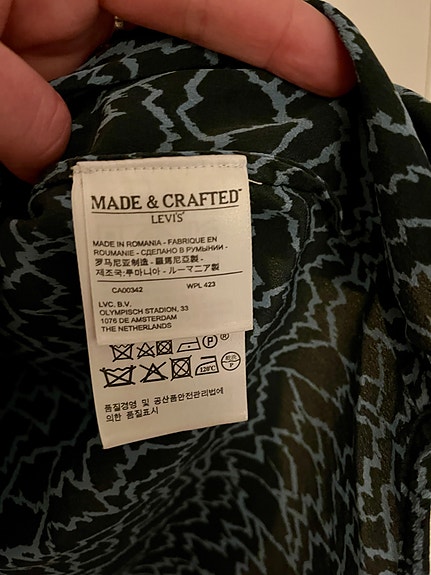 MADE & CRAFTED™
LEVI'S®
MADE IN ROMANIA - FABRIQUE EN
ROUMANIE - СДЕЛАНО В РУМЫНИИ -
罗马尼亚制造 - 羅馬尼亞製 -
제조국:루마니아 - ルーマニア製
CA00342 WPL 423
LVC. B.V.
OLYMPISCH STADION, 33
1076 DE AMSTERDAM
THE NETHERLANDS
P ®
120℃ P
품질경영 및 공산품안전관리법에
의한 품질표시